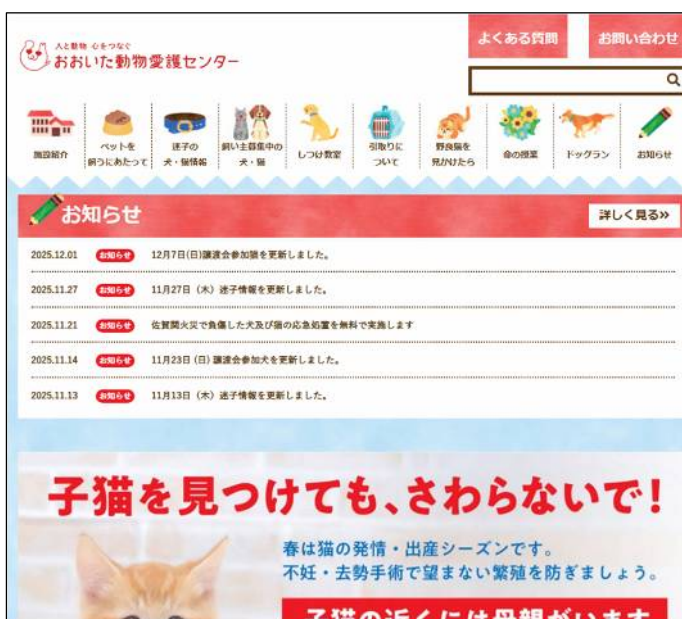 よくある質問
お問い合わせ
人と動物 心をつなぐ
おおいた動物愛護センター
施設紹介
ペットを
飼うにあたって
迷子の
犬・猫情報
飼い主募集中の
犬・猫
しつけ教室
引取りに
ついて
野良猫を
見かけたら
命の授業
ドッグラン
お知らせ
お知らせ
詳しく見る»
2025.12.01 お知らせ 12月7日(日)譲渡会参加猫を更新しました。
2025.11.27 お知らせ 11月27日（木）迷子情報を更新しました。
2025.11.21 お知らせ 佐賀関火災で負傷した犬及び猫の応急処置を無料で実施します
2025.11.14 お知らせ 11月23日 (日) 譲渡会参加犬を更新しました。
2025.11.13 お知らせ 11月13日（木）迷子情報を更新しました。
子猫を見つけても、さわらないで！
春は猫の発情・出産シーズンです。
不妊・去勢手術で望まない繁殖を防ぎましょう。
子猫の近くには母親がいます